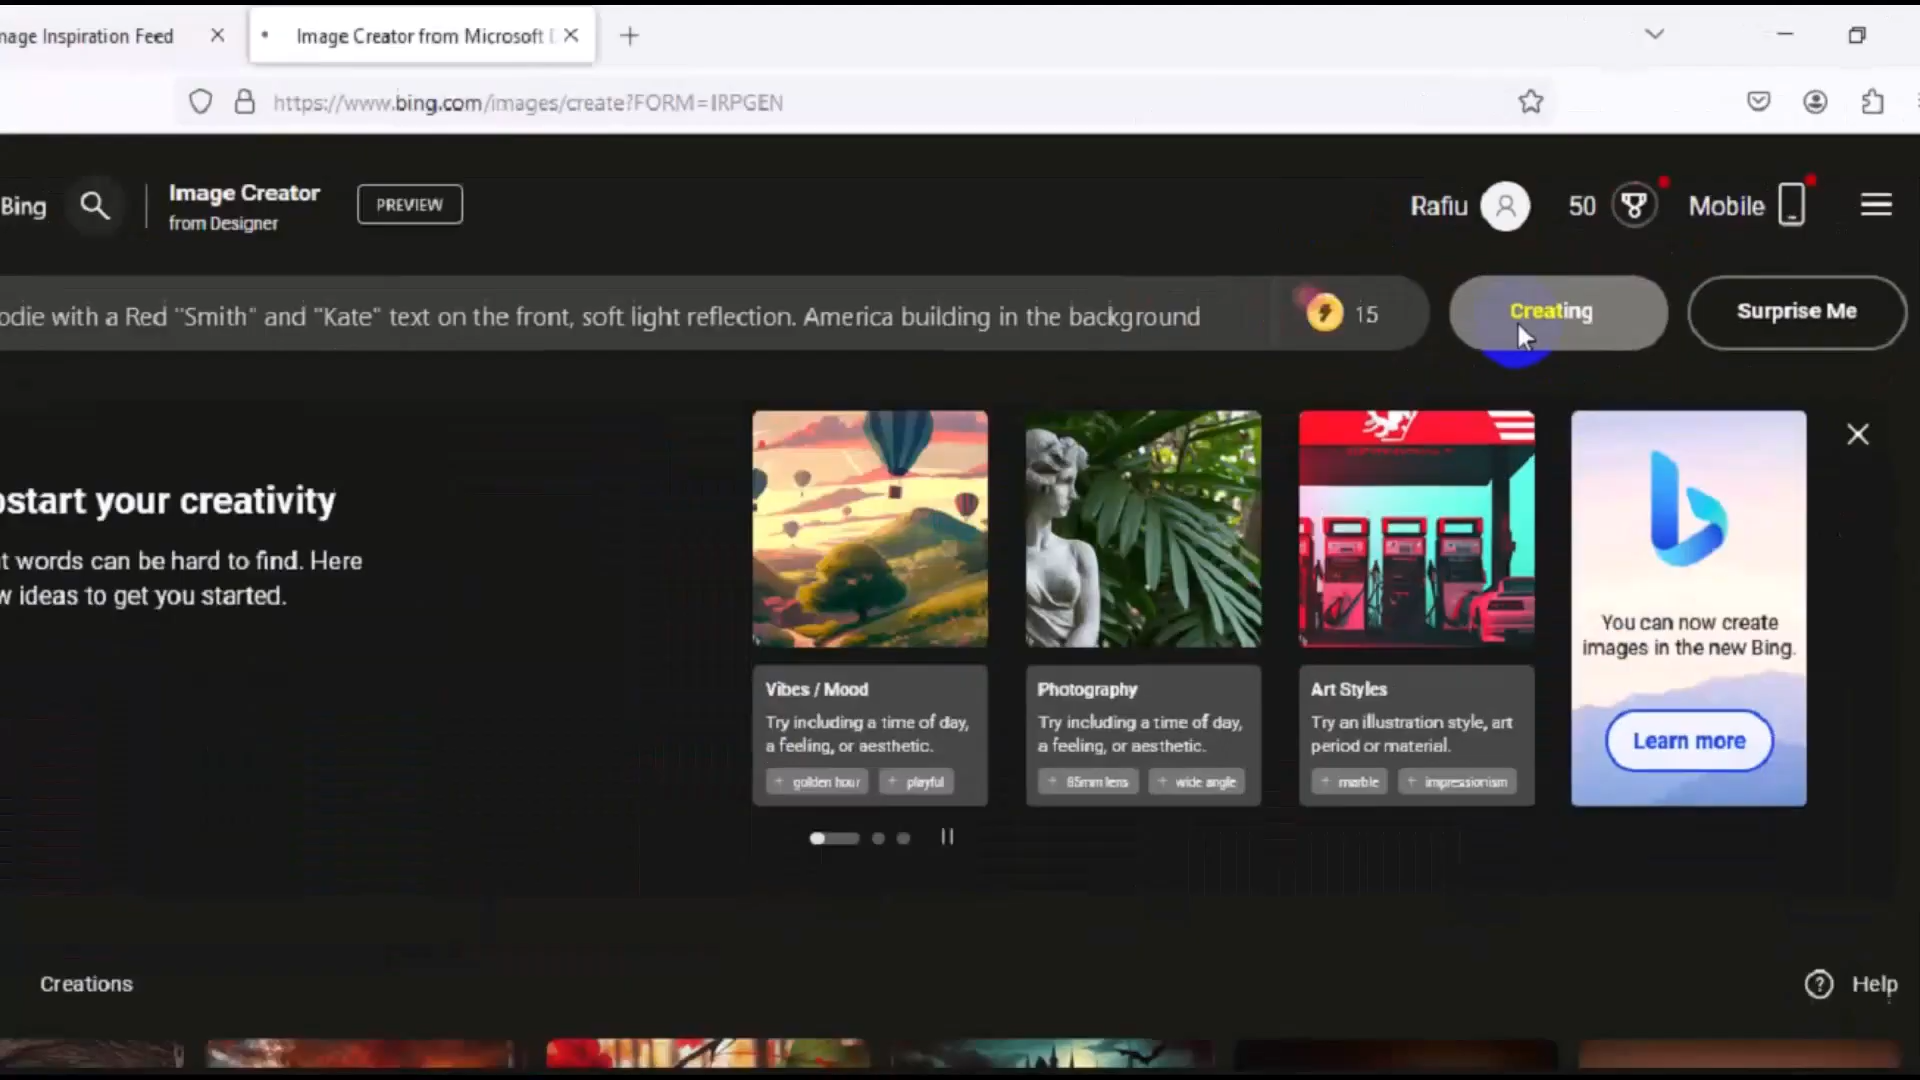 mage Inspiration Feed
Image Creator from Microsoft D
https://www.bing.com/images/create?FORM=IRPGEN
Bing
Image Creator
from Designer
PREVIEW
Rafiu
50
Mobile
odie with a Red "Smith" and "Kate" text on the front, soft light reflection. America building in the background
15
Creating
Surprise Me
pstart your creativity
t words can be hard to find. Here
w ideas to get you started.
Vibes / Mood
Try including a time of day,
a feeling, or aesthetic.
+ golden hour
+ playful
Photography
Try including a time of day,
a feeling, or aesthetic.
+ 85mm lens
+ wide angle
Art Styles
Try an illustration style, art
period or material.
+ marble
+ impressionism
You can now create
images in the new Bing.
Learn more
Creations
Help